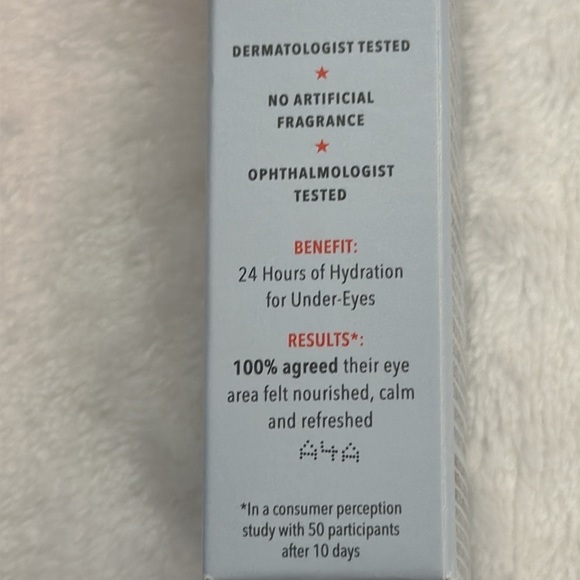 DERMATOLOGIST TESTED
NO ARTIFICIAL
FRAGRANCE
OPHTHALMOLOGIST
TESTED
BENEFIT:
24 Hours of Hydration
for Under-Eyes
RESULTS*:
100% agreed their eye
area felt nourished, calm
and refreshed
*In a consumer perception
study with 50 participants
after 10 days